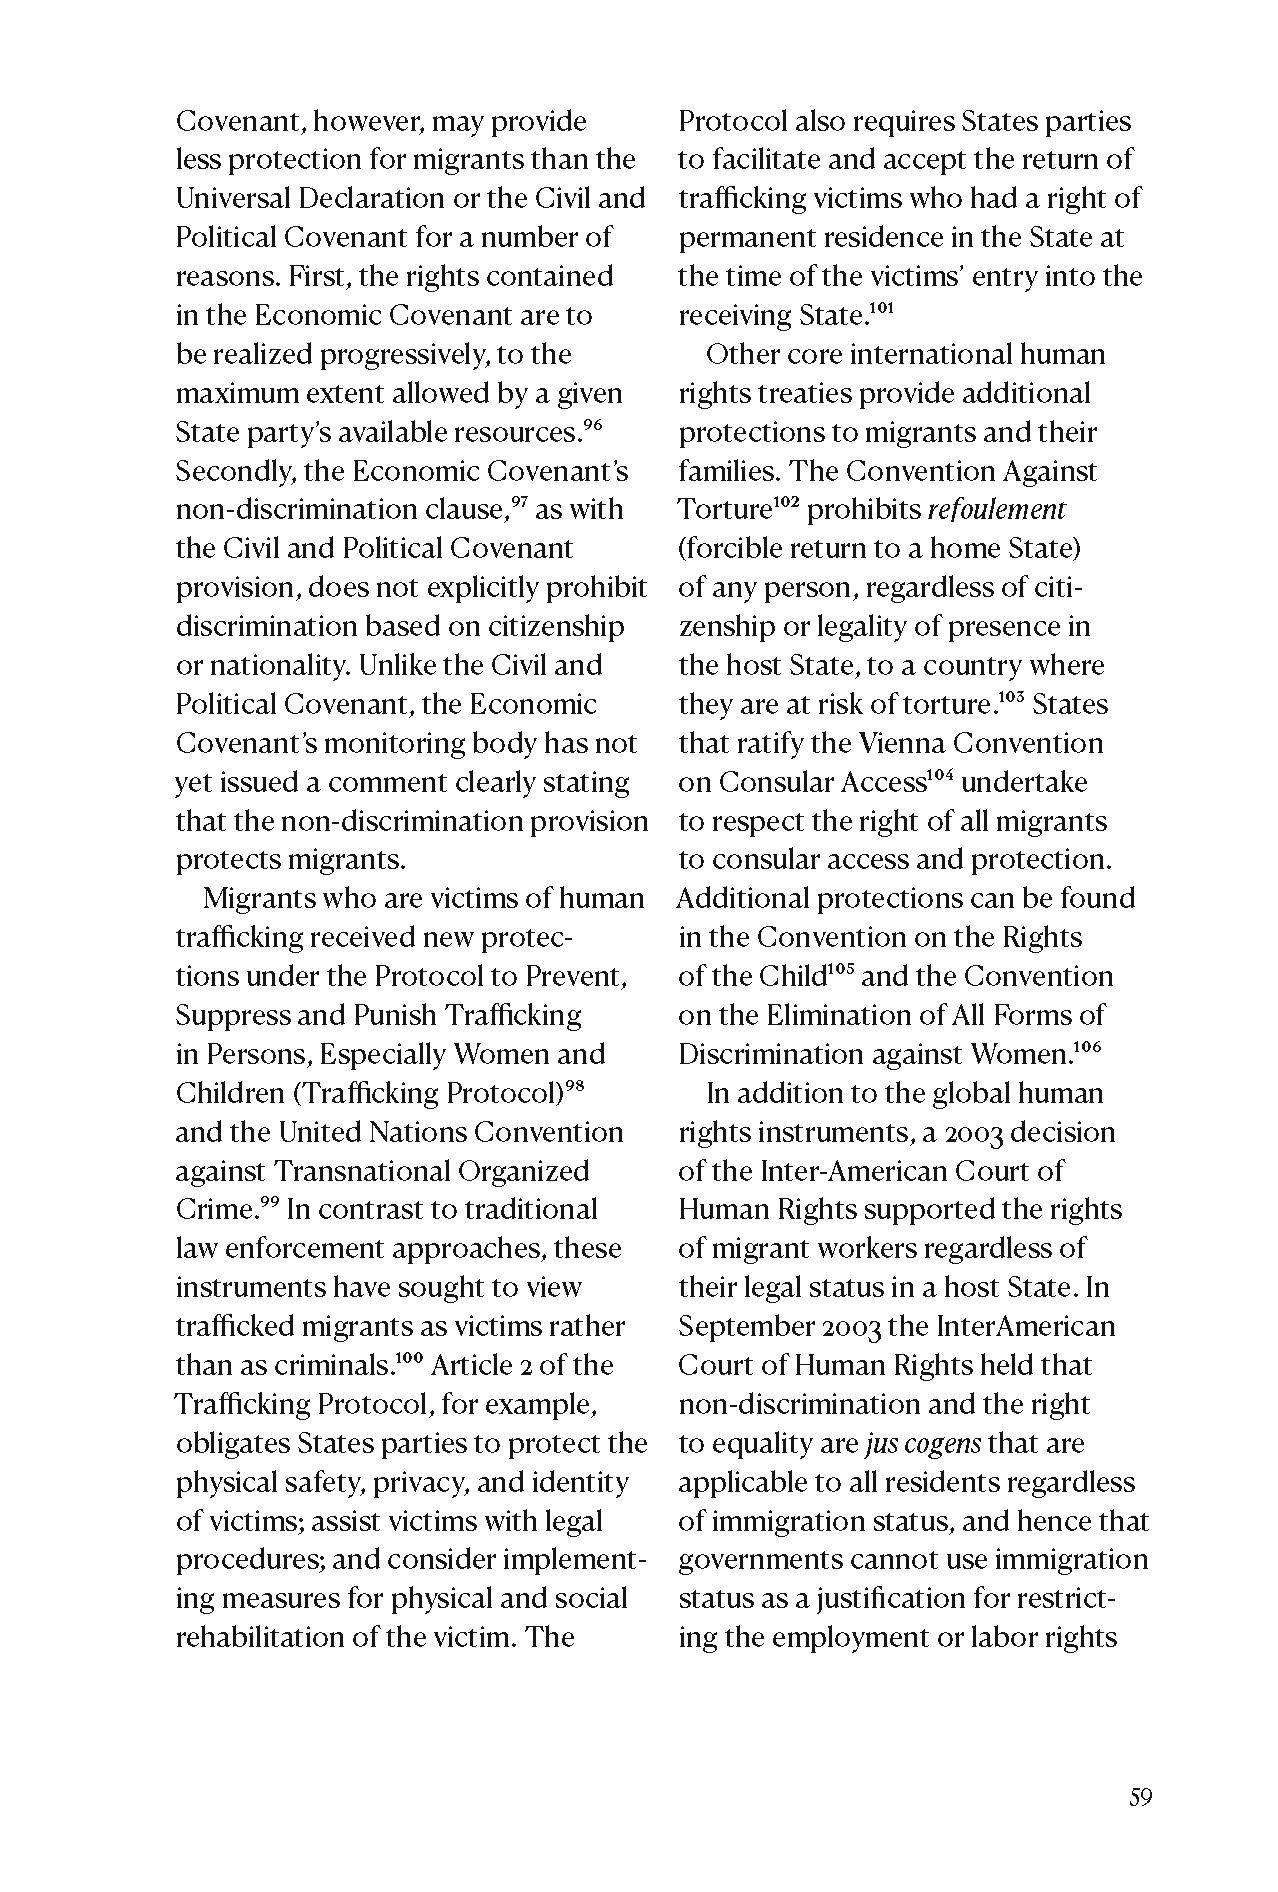 Covenant, however, may provide
less protection for migrants than the
Universal Declaration or the Civil and
Political Covenant for a number of
reasons. First, the rights contained
in the Economic Covenant are to
be realized progressively, to the
maximum extent allowed by a given
State party’s available resources.96
Secondly, the Economic Covenant’s
non-discrimination clause,97 as with
the Civil and Political Covenant
provision, does not explicitly prohibit
discrimination based on citizenship
or nationality. Unlike the Civil and
Political Covenant, the Economic
Covenant’s monitoring body has not
yet issued a comment clearly stating
that the non-discrimination provision
protects migrants.
Migrants who are victims of human
trafficking received new protec-
tions under the Protocol to Prevent,
Suppress and Punish Trafficking
in Persons, Especially Women and
Children (Trafficking Protocol)98
and the United Nations Convention
against Transnational Organized
Crime.99 In contrast to traditional
law enforcement approaches, these
instruments have sought to view
trafficked migrants as victims rather
than as criminals.100 Article 2 of the
Trafficking Protocol, for example,
obligates States parties to protect the
physical safety, privacy, and identity
of victims; assist victims with legal
procedures; and consider implement-
ing measures for physical and social
rehabilitation of the victim. The
Protocol also requires States parties
to facilitate and accept the return of
trafficking victims who had a right of
permanent residence in the State at
the time of the victims’ entry into the
receiving State.101
Other core international human
rights treaties provide additional
protections to migrants and their
families. The Convention Against
Torture102 prohibits refoulement
(forcible return to a home State)
of any person, regardless of citi-
zenship or legality of presence in
the host State, to a country where
they are at risk of torture.103 States
that ratify the Vienna Convention
on Consular Access104 undertake
to respect the right of all migrants
to consular access and protection.
Additional protections can be found
in the Convention on the Rights
of the Child105 and the Convention
on the Elimination of All Forms of
Discrimination against Women.106
In addition to the global human
rights instruments, a 2003 decision
of the Inter-American Court of
Human Rights supported the rights
of migrant workers regardless of
their legal status in a host State. In
September 2003 the InterAmerican
Court of Human Rights held that
non-discrimination and the right
to equality are jus cogens that are
applicable to all residents regardless
of immigration status, and hence that
governments cannot use immigration
status as a justification for restrict-
ing the employment or labor rights
59